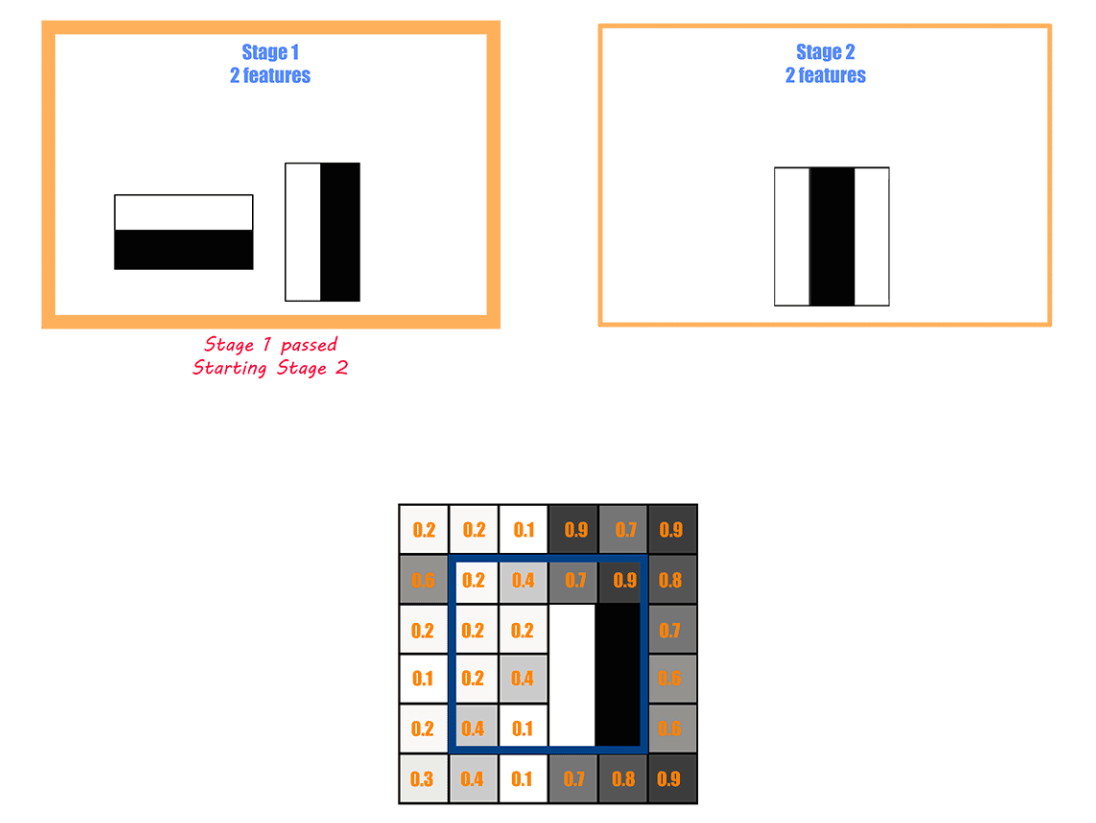 Stage 1
2 features
Stage 2
2 features
Stage 1 passed
Starting Stage 2
0.2 0.2 0.1 0.9 0.7 0.9
0.6 0.2 0.4 0.7 0.9 0.8
0.2 0.2 0.2 0.7
0.1 0.2 0.4 0.6
0.2 0.4 0.1 0.6
0.3 0.4 0.1 0.7 0.8 0.9